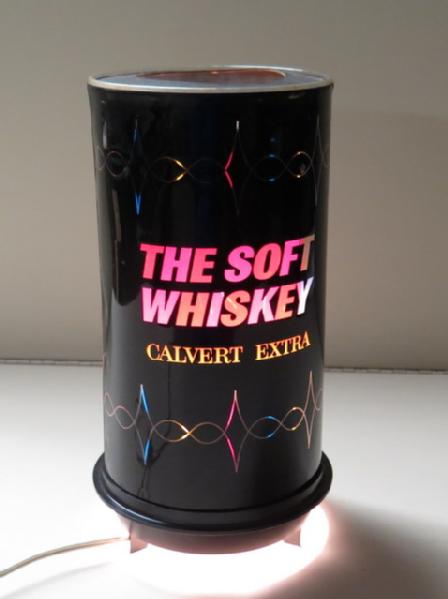 THE SOFT
WHISKEY
CALVERT EXTRA